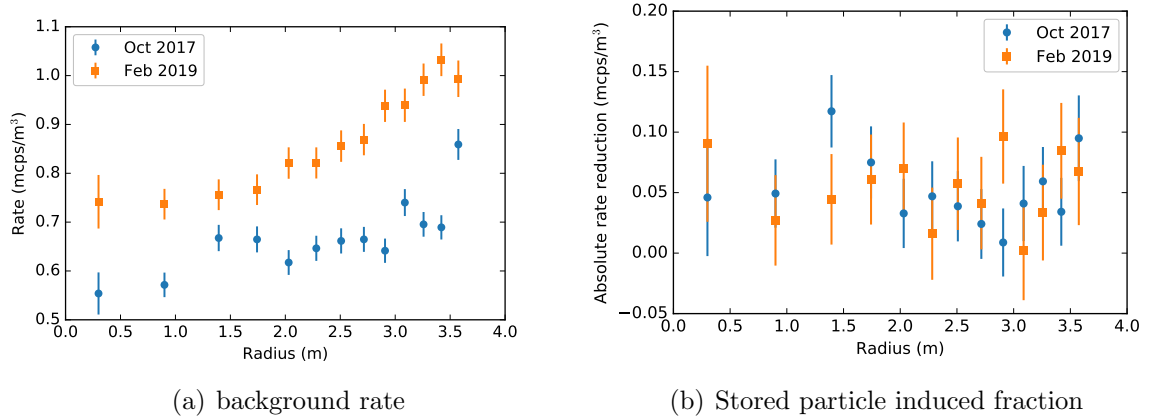 1.1
1.0
0.9
0.8
0.7
0.6
0.5
Rate (mcps/m³)
Oct 2017
Feb 2019
0.0 0.5 1.0 1.5 2.0 2.5 3.0 3.5 4.0
Radius (m)
(a) background rate
0.20
0.15
0.10
0.05
0.00
−0.05
Absolute rate reduction (mcps/m³)
Oct 2017
Feb 2019
0.0 0.5 1.0 1.5 2.0 2.5 3.0 3.5 4.0
Radius (m)
(b) Stored particle induced fraction